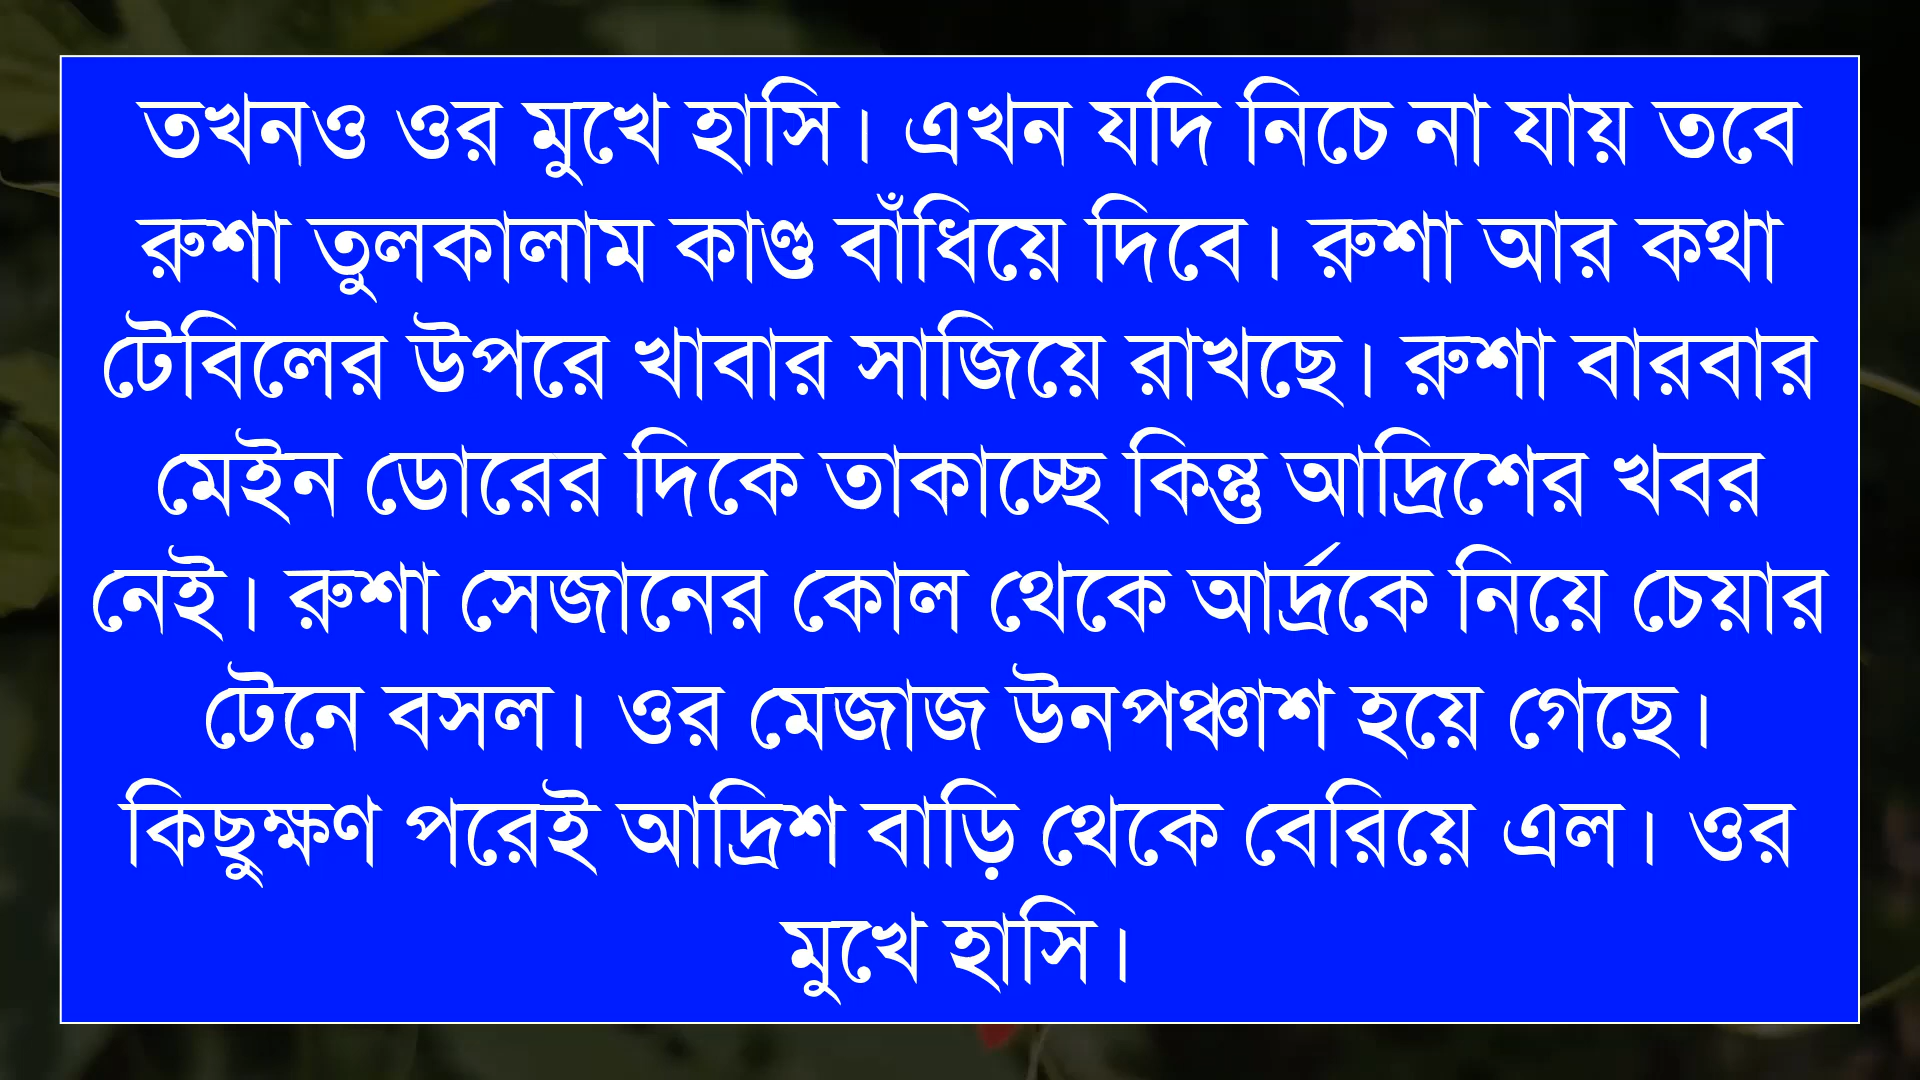 তখনও ওর মুখে হাসি। এখন যদি নিচে না যায় তবে
রুশা তুলকালাম কাণ্ড বাঁধিয়ে দিবে। রুশা আর কথা
টেবিলের উপরে খাবার সাজিয়ে রাখছে। রুশা বারবার
মেইন ডোরের দিকে তাকাচ্ছে কিন্তু আদ্রিশের খবর
নেই। রুশা সেজানের কোল থেকে আর্দ্রকে নিয়ে চেয়ার
টেনে বসল। ওর মেজাজ উনপঞ্চাশ হয়ে গেছে।
কিছুক্ষণ পরেই আদ্রিশ বাড়ি থেকে বেরিয়ে এল। ওর
মুখে হাসি।